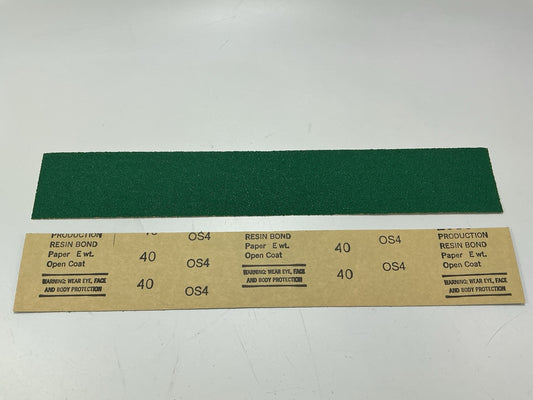 PRODUCTION
RESIN BOND
Paper E wt.
Open Coat
WARNING: WEAR EYE, FACE
AND BODY PROTECTION
40
40
OS4
OS4
OS4
PRODUCTION
RESIN BOND
Paper E wt.
Open Coat
WARNING: WEAR EYE, FACE
AND BODY PROTECTION
40
40
OS4
OS4
PRODUCTION
RESIN BOND
Paper E wt.
Open Coat
WARNING: WEAR EYE, FACE
AND BODY PROTECTION